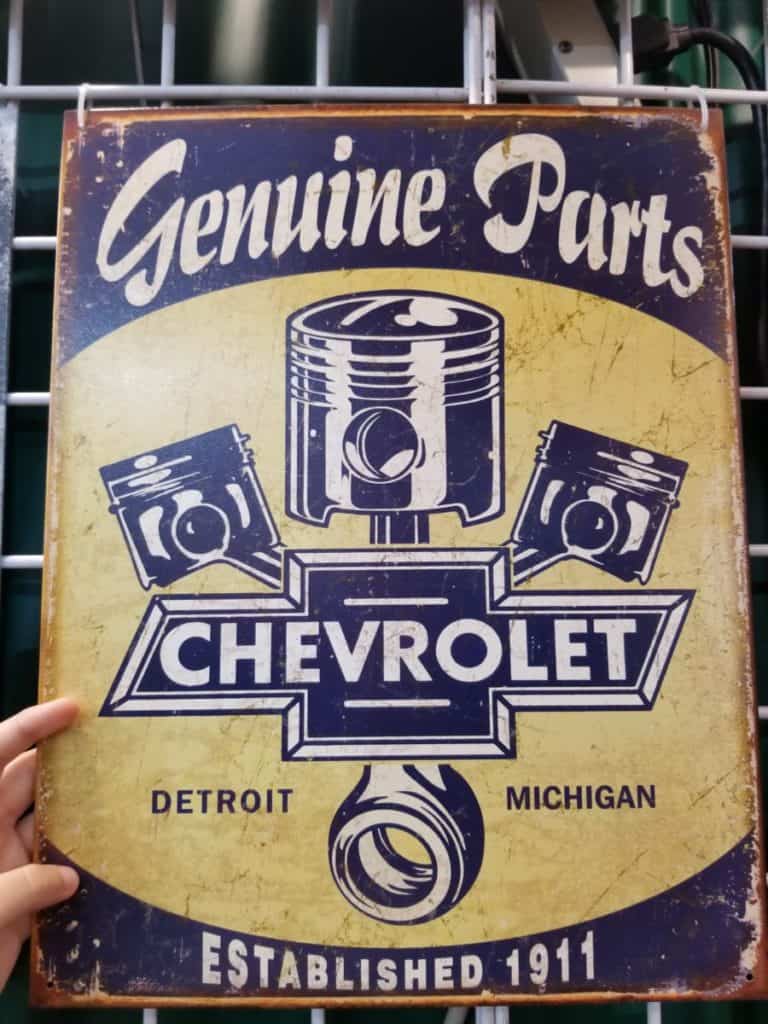 Genuine Parts
CHEVROLET
DETROIT MICHIGAN
ESTABLISHED 1911